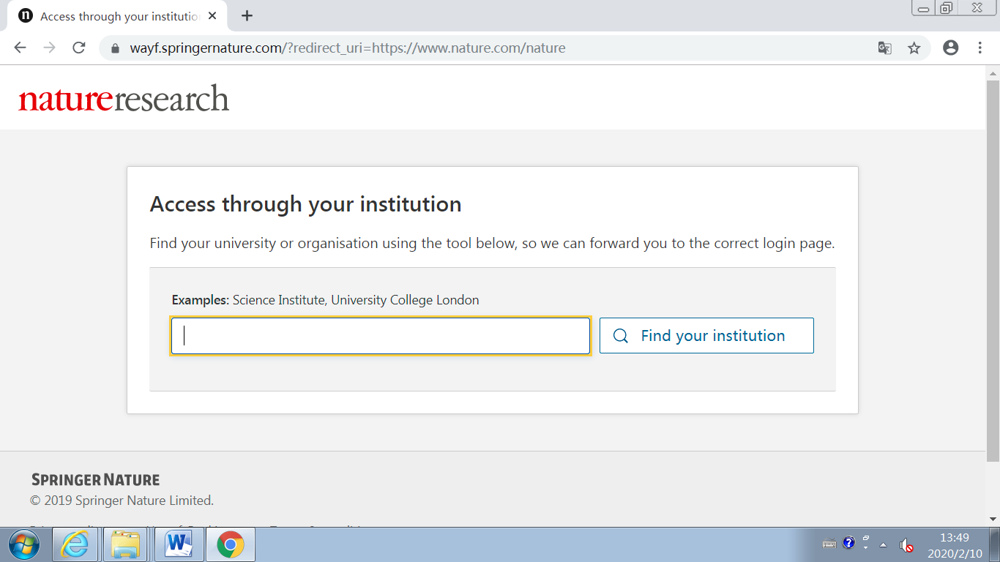 Access through your institutio
wayf.springernature.com/?redirect_uri=https://www.nature.com/nature
natureresearch
Access through your institution
Find your university or organisation using the tool below, so we can forward you to the correct login page.
Examples: Science Institute, University College London
Find your institution
SPRINGER NATURE
© 2019 Springer Nature Limited.
13:49
2020/2/10